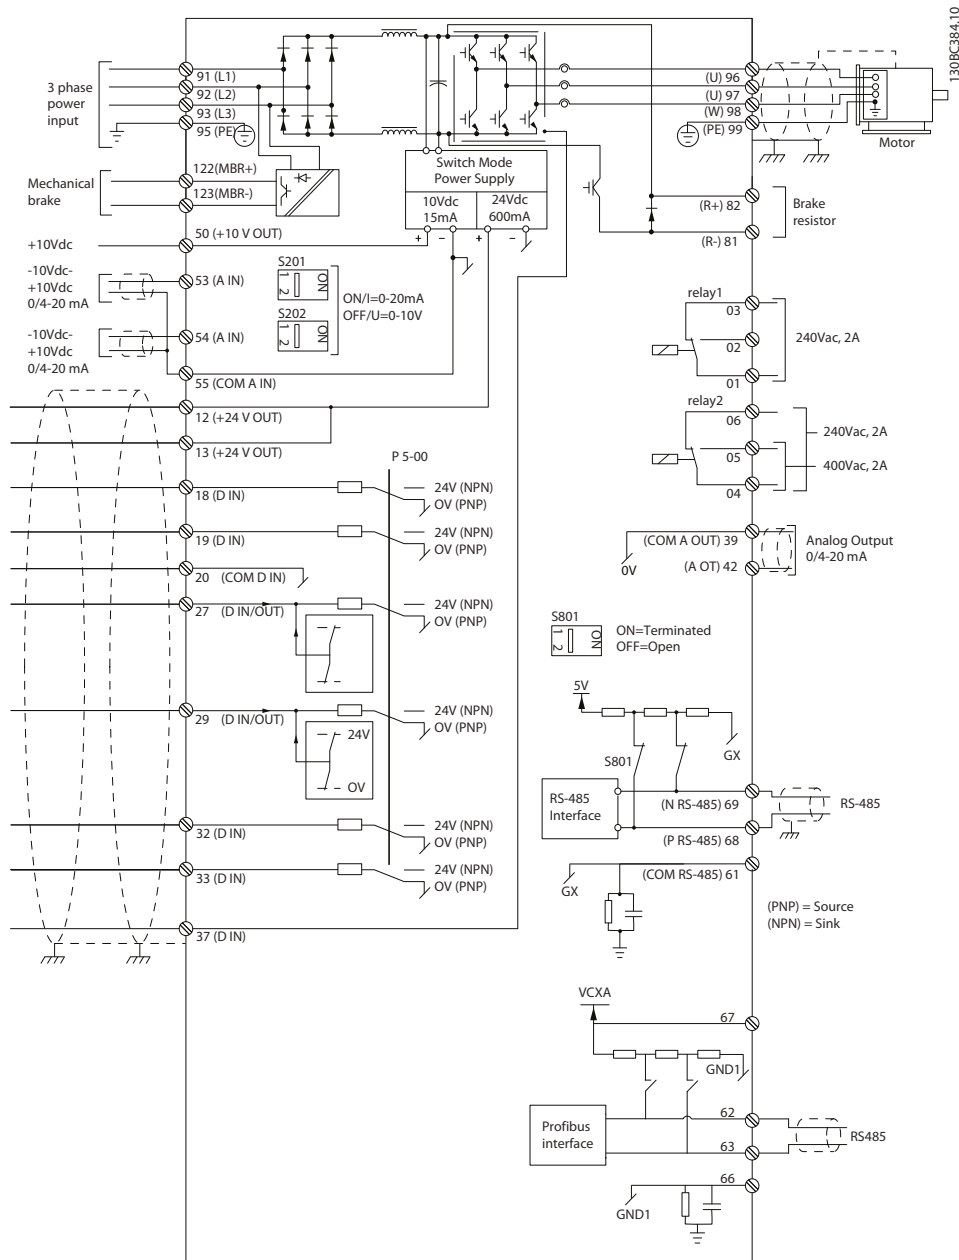 130BC384.10
3 phase
power
input
91 (L1)
92 (L2)
93 (L3)
95 (PE)
(U) 96
(U) 97
(W) 98
(PE) 99
Motor
Switch Mode
Power Supply
10Vdc
15mA
24Vdc
600mA
+ - + -
Mechanical
brake
122(MBR+)
123(MBR-)
(R+) 82
(R-) 81
Brake
resistor
+10Vdc
50 (+10 V OUT)
-10Vdc-
+10Vdc
0/4-20 mA
53 (A IN)
S201
1 2
ON
S202
1 2
ON
ON/I=0-20mA
OFF/U=0-10V
-10Vdc-
+10Vdc
0/4-20 mA
54 (A IN)
55 (COM A IN)
relay1
03
02
01
240Vac, 2A
12 (+24 V OUT)
13 (+24 V OUT)
relay2
06
05
04
240Vac, 2A
400Vac, 2A
P 5-00
18 (D IN)
24V (NPN)
OV (PNP)
19 (D IN)
24V (NPN)
OV (PNP)
20 (COM D IN)
27 (D IN/OUT)
24V (NPN)
OV (PNP)
29 (D IN/OUT)
24V (NPN)
OV (PNP)
24V
OV
32 (D IN)
24V (NPN)
OV (PNP)
33 (D IN)
24V (NPN)
OV (PNP)
37 (D IN)
(COM A OUT) 39
0V
(A OT) 42
Analog Output
0/4-20 mA
S801
1 2
ON
ON=Terminated
OFF=Open
5V
GX
S801
RS-485
Interface
(N RS-485) 69
(P RS-485) 68
RS-485
(COM RS-485) 61
GX
(PNP) = Source
(NPN) = Sink
VCXA
67
GND1
Profibus
interface
62
63
RS485
66
GND1